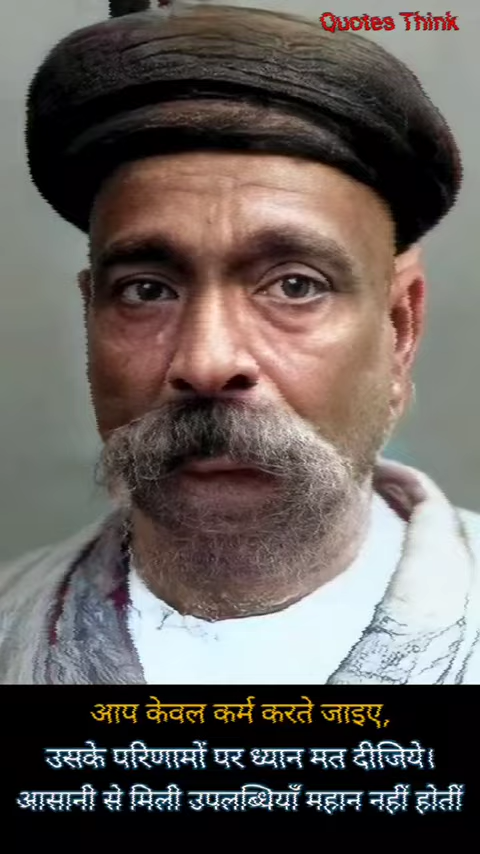 Quotes Think
आप केवल कर्म करते जाइए,
उसके परिणामों पर ध्यान मत दीजिये।
आसानी से मिली उपलब्धियाँ महान नहीं होतीं